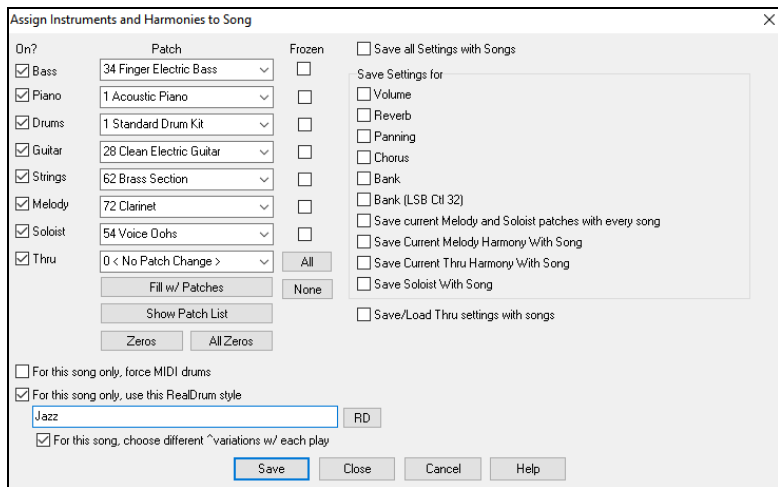 Assign Instruments and Harmonies to Song
On? Patch Frozen
Save all Settings with Songs
Bass 34 Finger Electric Bass
Piano 1 Acoustic Piano
Drums 1 Standard Drum Kit
Guitar 28 Clean Electric Guitar
Strings 62 Brass Section
Melody 72 Clarinet
Soloist 54 Voice Oohs
Thru 0 < No Patch Change > All
Fill w/ Patches None
Show Patch List
Zeros All Zeros
Save Settings for
Volume
Reverb
Panning
Chorus
Bank
Bank (LSB Ctl 32)
Save current Melody and Soloist patches with every song
Save Current Melody Harmony With Song
Save Current Thru Harmony With Song
Save Soloist With Song
Save/Load Thru settings with songs
For this song only, force MIDI drums
For this song only, use this RealDrum style
Jazz RD
For this song, choose different ^variations w/ each play
Save Close Cancel Help